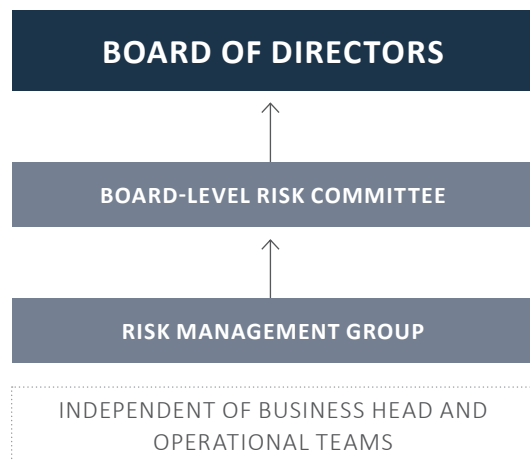 BOARD OF DIRECTORS
BOARD-LEVEL RISK COMMITTEE
RISK MANAGEMENT GROUP
INDEPENDENT OF BUSINESS HEAD AND
OPERATIONAL TEAMS